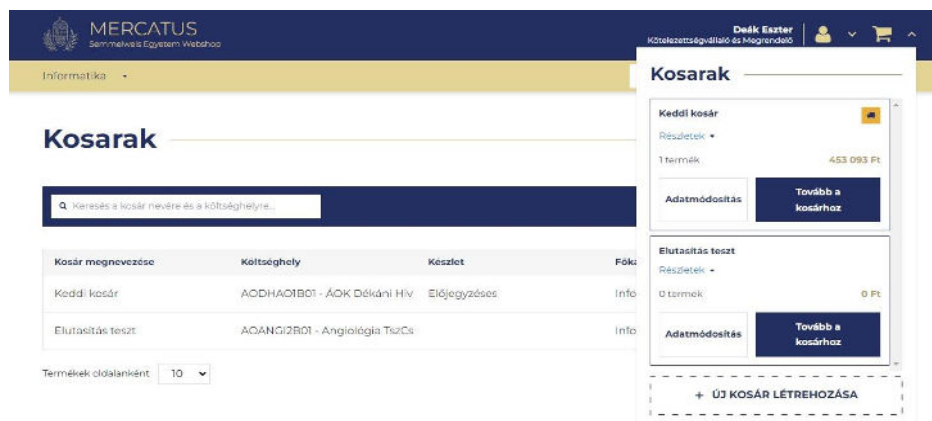 MERCATUS
Semmelweis Egyetem Webshop
Deák Eszter
Kötelezettségvállaló és Megrendelő
Informatika
Kosarak
Keresés a kosár nevére és a költséghelyre...
Kosár megnevezése Költséghely Készlet
Keddi kosár AODHAO1B01 - ÁOK Dékáni Hiv Előjegyzéses Info
Elutasítás teszt AOANGI2B01 - Angiológia TszCs Info
Termékek oldalanként 10
Kosarak
Keddi kosár
Részletek
1 termék 453 093 Ft
Adatmódosítás
Tovább a
kosárhoz
Elutasítás teszt
Részletek
0 termék 0 Ft
Adatmódosítás
Tovább a
kosárhoz
+ ÚJ KOSÁR LÉTREHOZÁSA